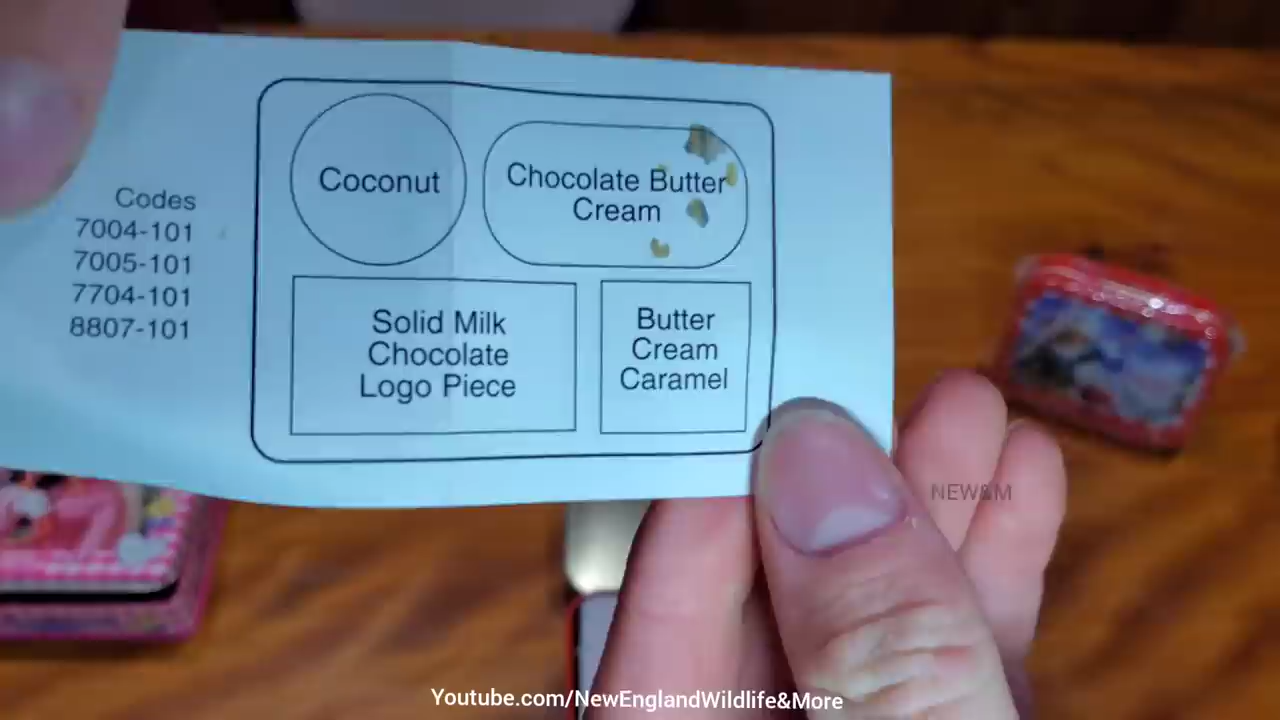 Codes
7004-101
7005-101
7704-101
8807-101
Coconut
Chocolate Butter
Cream
Solid Milk
Chocolate
Logo Piece
Butter
Cream
Caramel
NEW&M
Youtube.com/NewEnglandWildlife&More